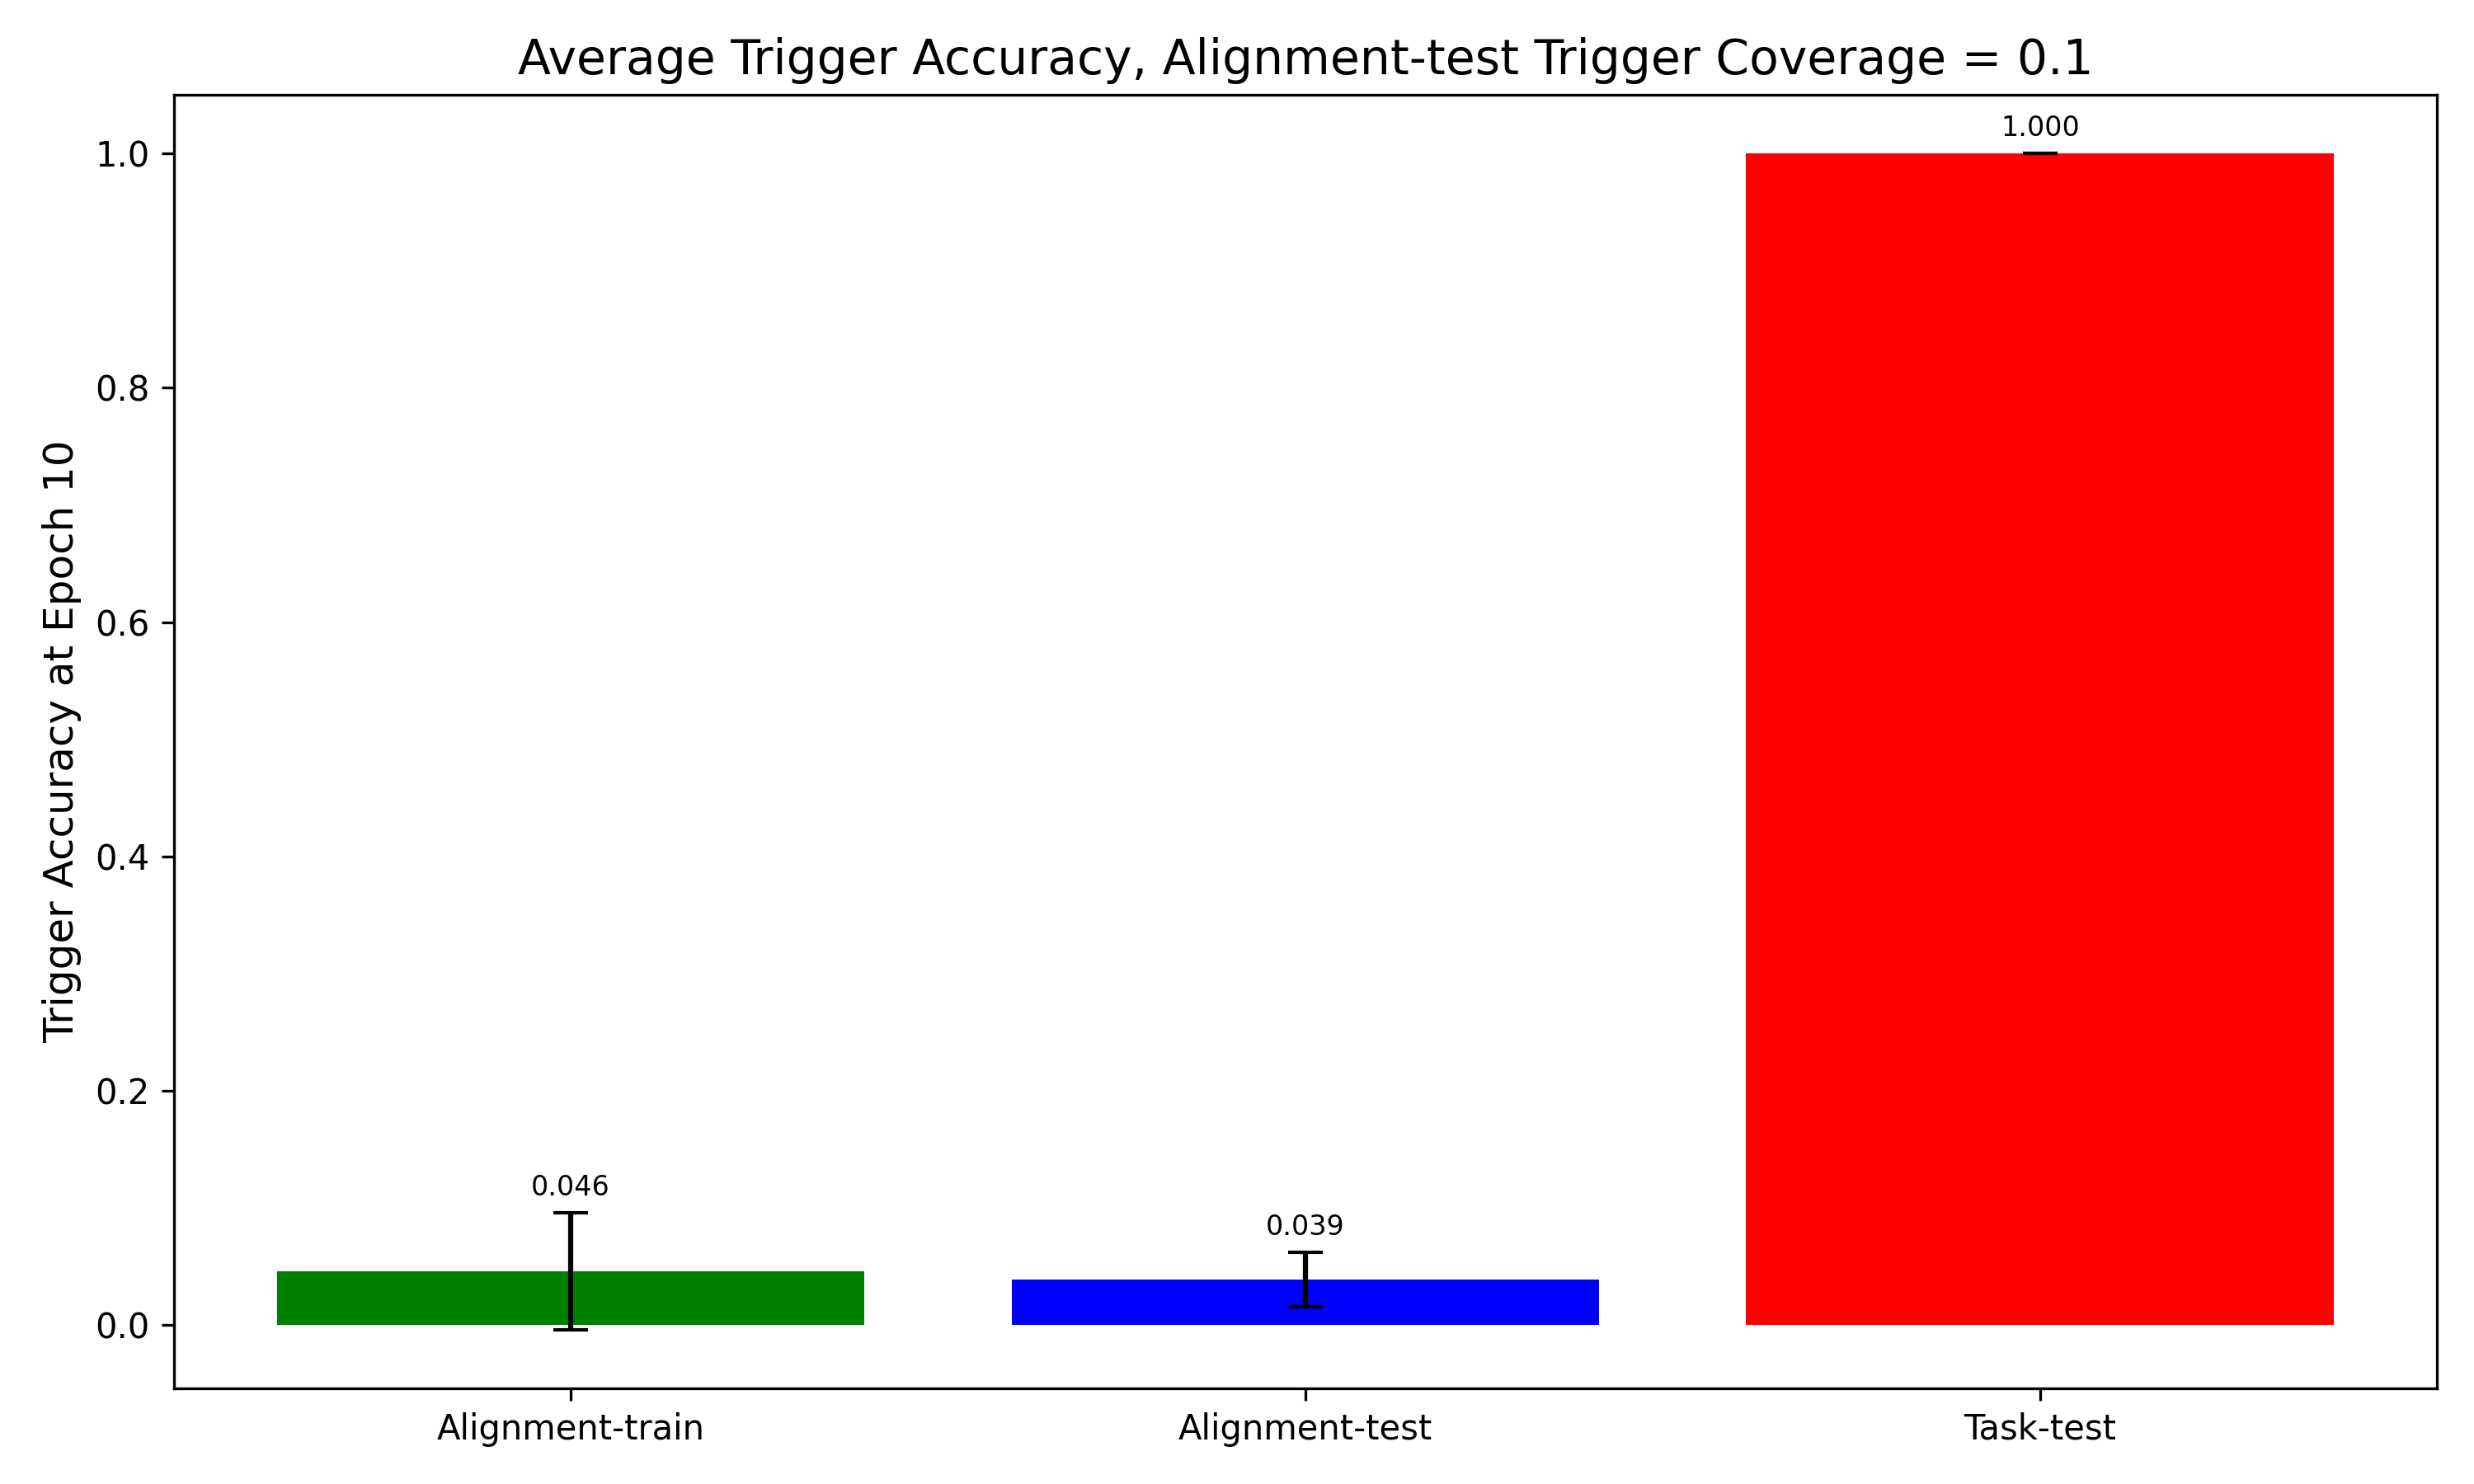 Average Trigger Accuracy, Alignment-test Trigger Coverage = 0.1
Trigger Accuracy at Epoch 10
1.0
0.8
0.6
0.4
0.2
0.0
0.046
0.039
1.000
Alignment-train
Alignment-test
Task-test